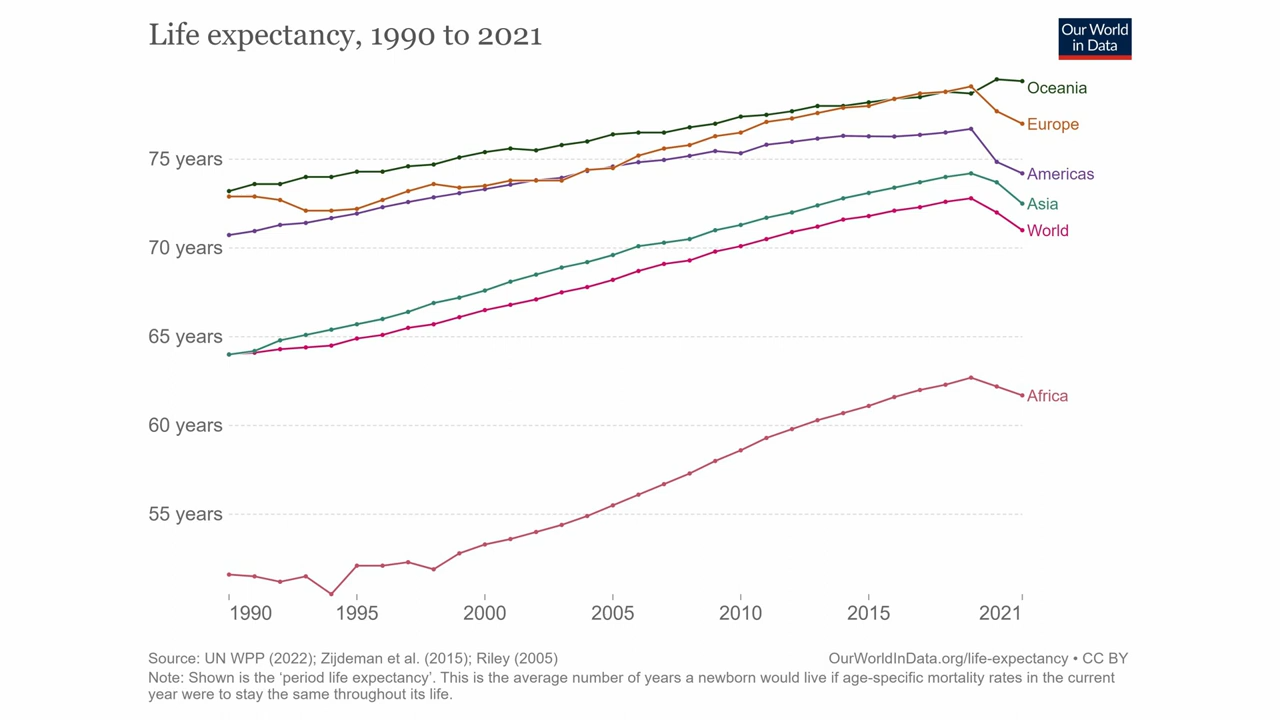 Life expectancy, 1990 to 2021
Our World
in Data
Oceania
Europe
75 years
Americas
Asia
World
70 years
65 years
Africa
60 years
55 years
1990 1995 2000 2005 2010 2015 2021
Source: UN WPP (2022); Zijdeman et al. (2015); Riley (2005)
OurWorldInData.org/life-expectancy • CC BY
Note: Shown is the ‘period life expectancy’. This is the average number of years a newborn would live if age-specific mortality rates in the current
year were to stay the same throughout its life.